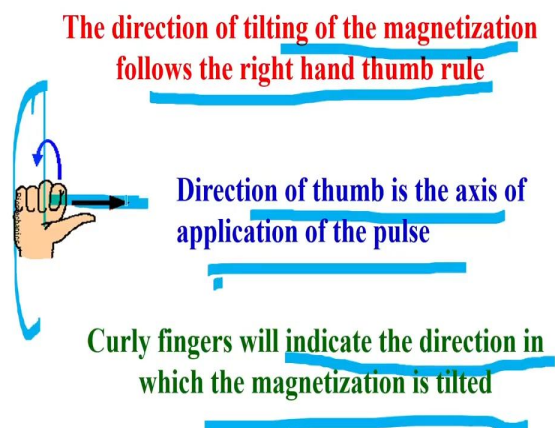 The direction of tilting of the magnetization
follows the right hand thumb rule
Direction of thumb is the axis of
application of the pulse
Curly fingers will indicate the direction in
which the magnetization is tilted